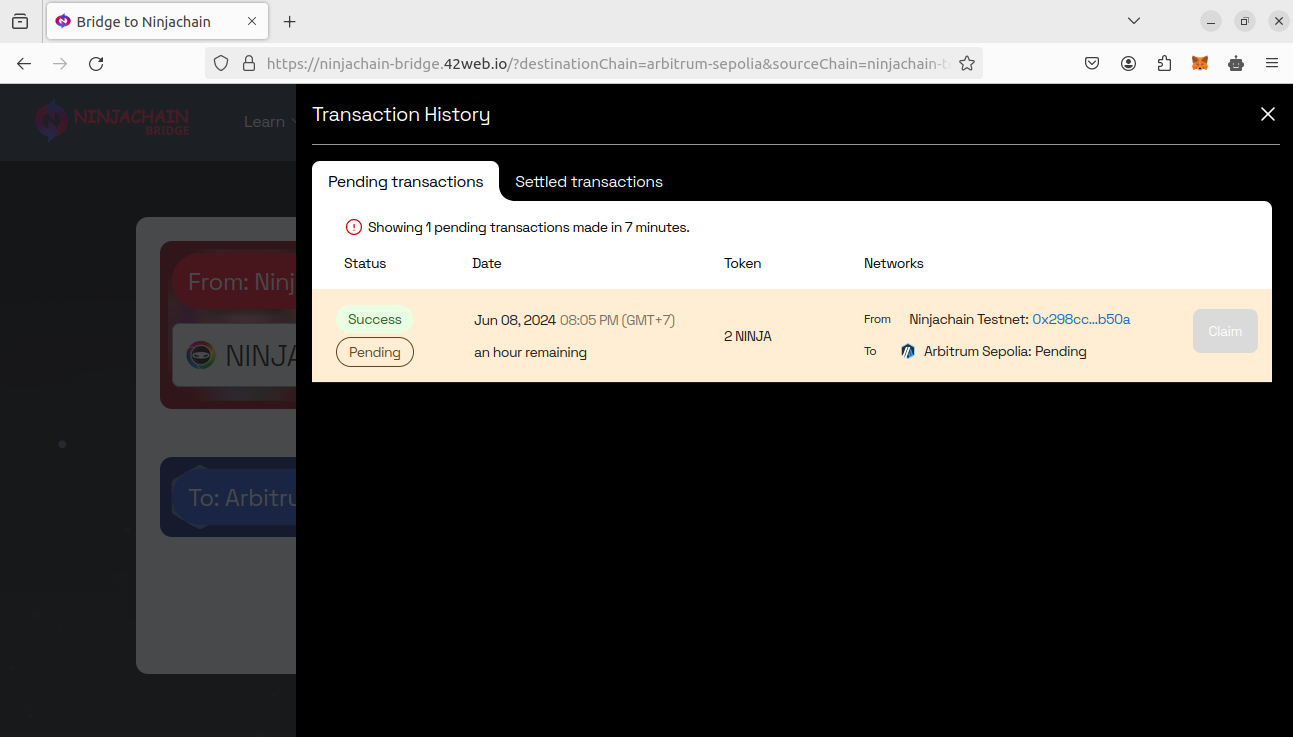 Bridge to Ninjachain
https://ninjachain-bridge.42web.io/?destinationChain=arbitrum-sepolia&sourceChain=ninjachain-t
NINJACHAIN
BRIDGE
Learn
Transaction History
Pending transactions
Settled transactions
Showing 1 pending transactions made in 7 minutes.
Status Date Token Networks
Success
Pending
Jun 08, 2024 08:05 PM (GMT+7)
an hour remaining
2 NINJA
From Ninjachain Testnet: 0x298cc...b50a
To Arbitrum Sepolia: Pending
Claim
From: Ninj
NINJA
To: Arbitru